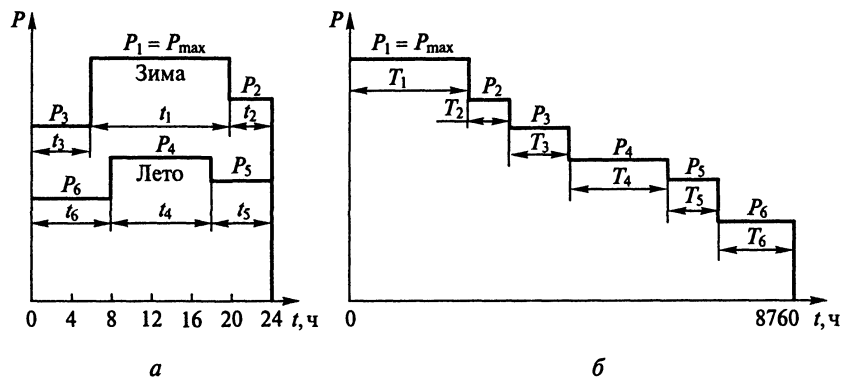 P
P₁ = Pmax
Зима
P₃
P₂
t₃
t₁
t₂
P₄
Лето
P₅
P₆
t₆
t₄
t₅
0 4 8 12 16 20 24 t, ч
а
P
P₁ = Pmax
T₁
P₂
T₂
P₃
T₃
P₄
T₄
P₅
T₅
P₆
T₆
0 8760 t, ч
б